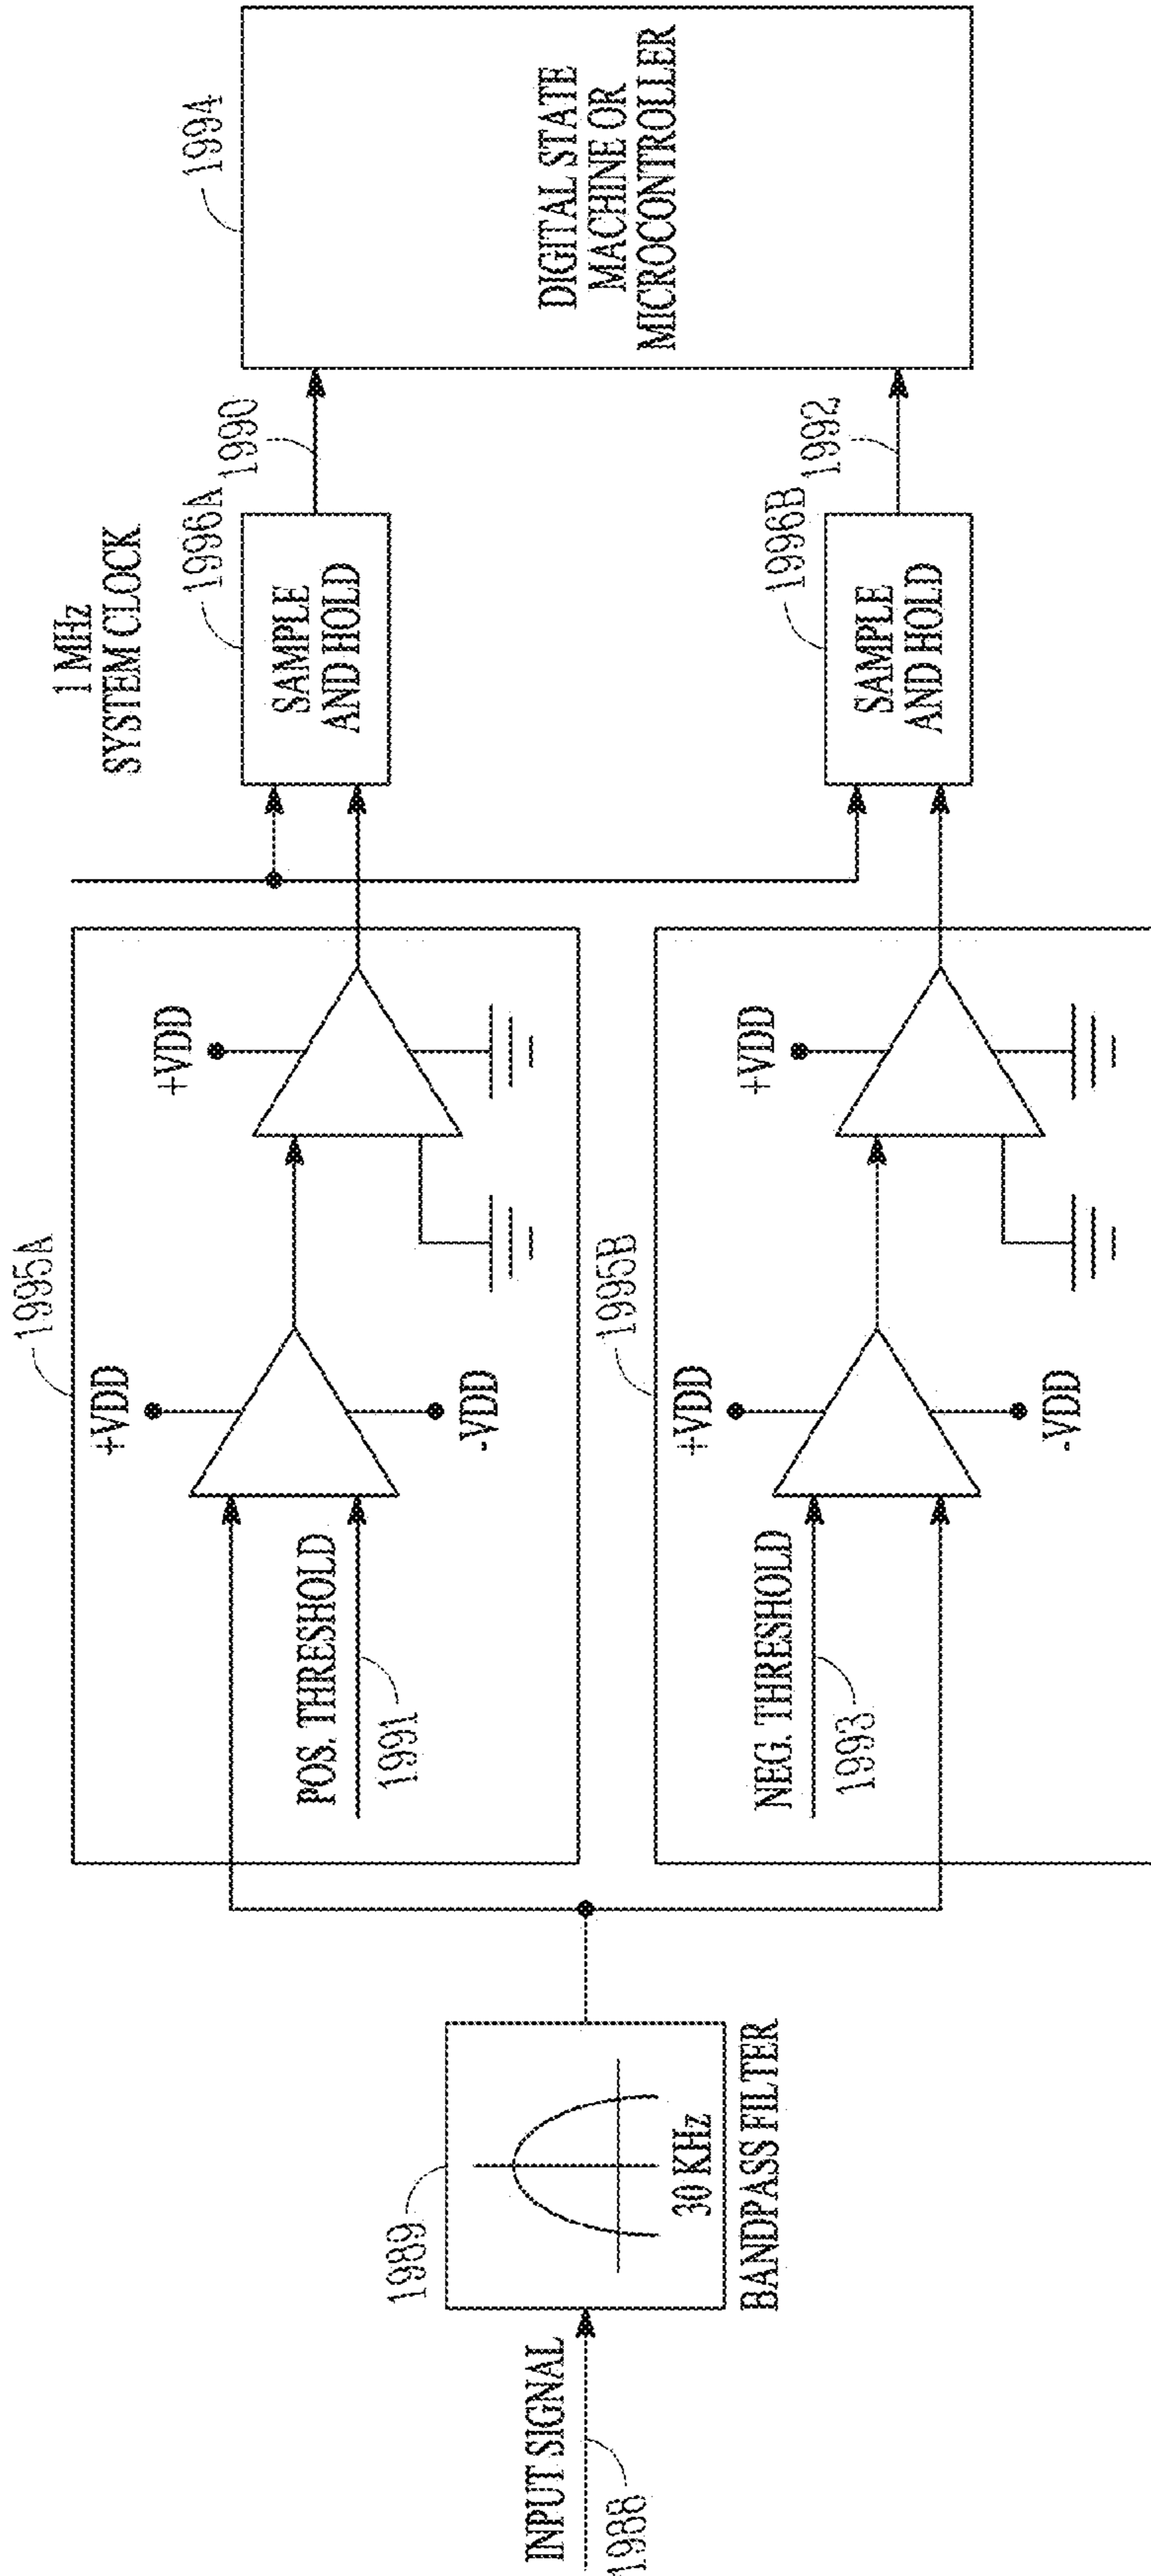 1 MHz
SYSTEM CLOCK
1995A
+VDD
+VDD
1996A
1990
1994
SAMPLE
AND HOLD
POS. THRESHOLD
1991
-VDD
1989
INPUT SIGNAL
1988
30 KHz
BANDPASS FILTER
DIGITAL STATE
MACHINE OR
MICROCONTROLLER
1995B
+VDD
+VDD
1996B
1992
SAMPLE
AND HOLD
NEG. THRESHOLD
1993
-VDD